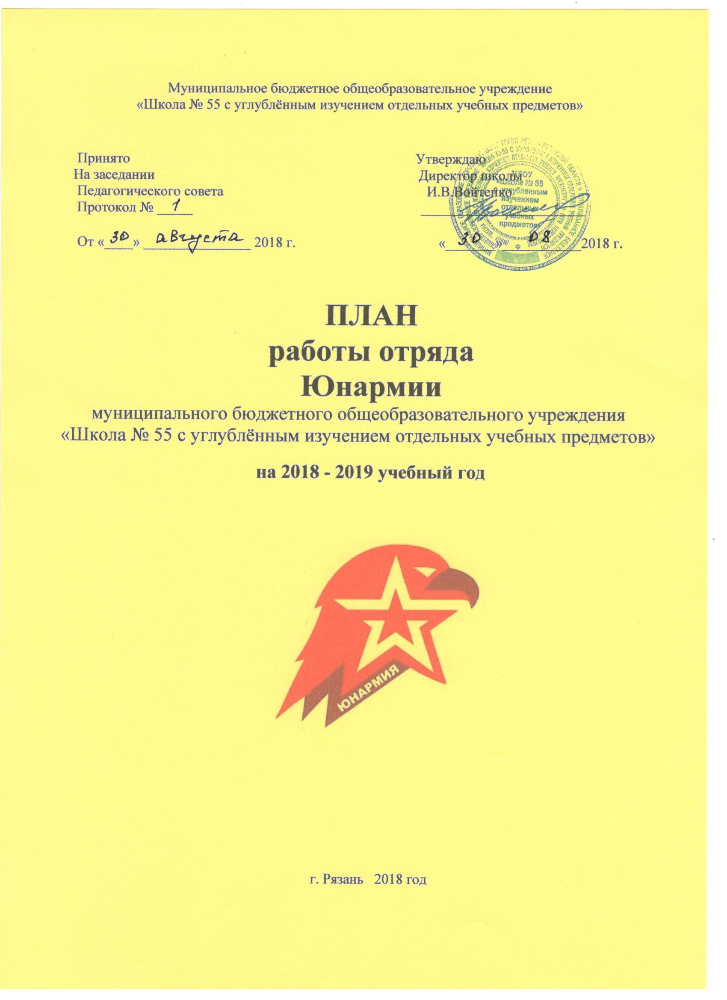 Муниципальное бюджетное общеобразовательное учреждение
«Школа № 55 с углублённым изучением отдельных учебных предметов»
Принято
На заседании
Педагогического совета
Протокол № 1
От «30» августа 2018 г.
Утверждаю
Директор школы
И.В.Войтенко
«30» 08 2018 г.
МБОУ
«Школа № 55
с углубленным
изучением
отдельных
учебных
предметов»
ПЛАН
работы отряда
Юнармии
муниципального бюджетного общеобразовательного учреждения
«Школа № 55 с углублённым изучением отдельных учебных предметов»
на 2018 - 2019 учебный год
ЮНАРМИЯ
г. Рязань 2018 год